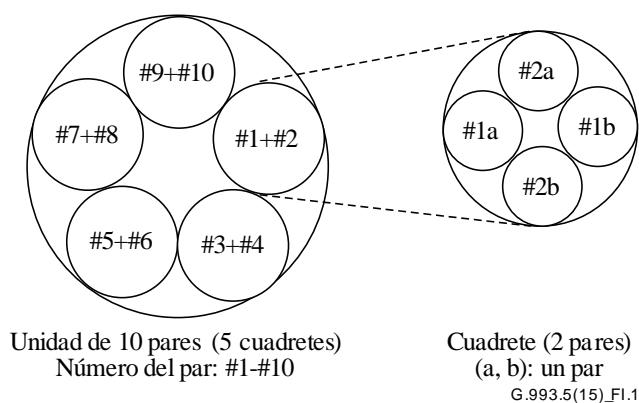 #9+#10
#7+#8
#1+#2
#5+#6
#3+#4
#2a
#1a
#1b
#2b
Unidad de 10 pares (5 cuadretes)
Número del par: #1-#10
Cuadrete (2 pares)
(a, b): un par
G.993.5(15)_FI.1